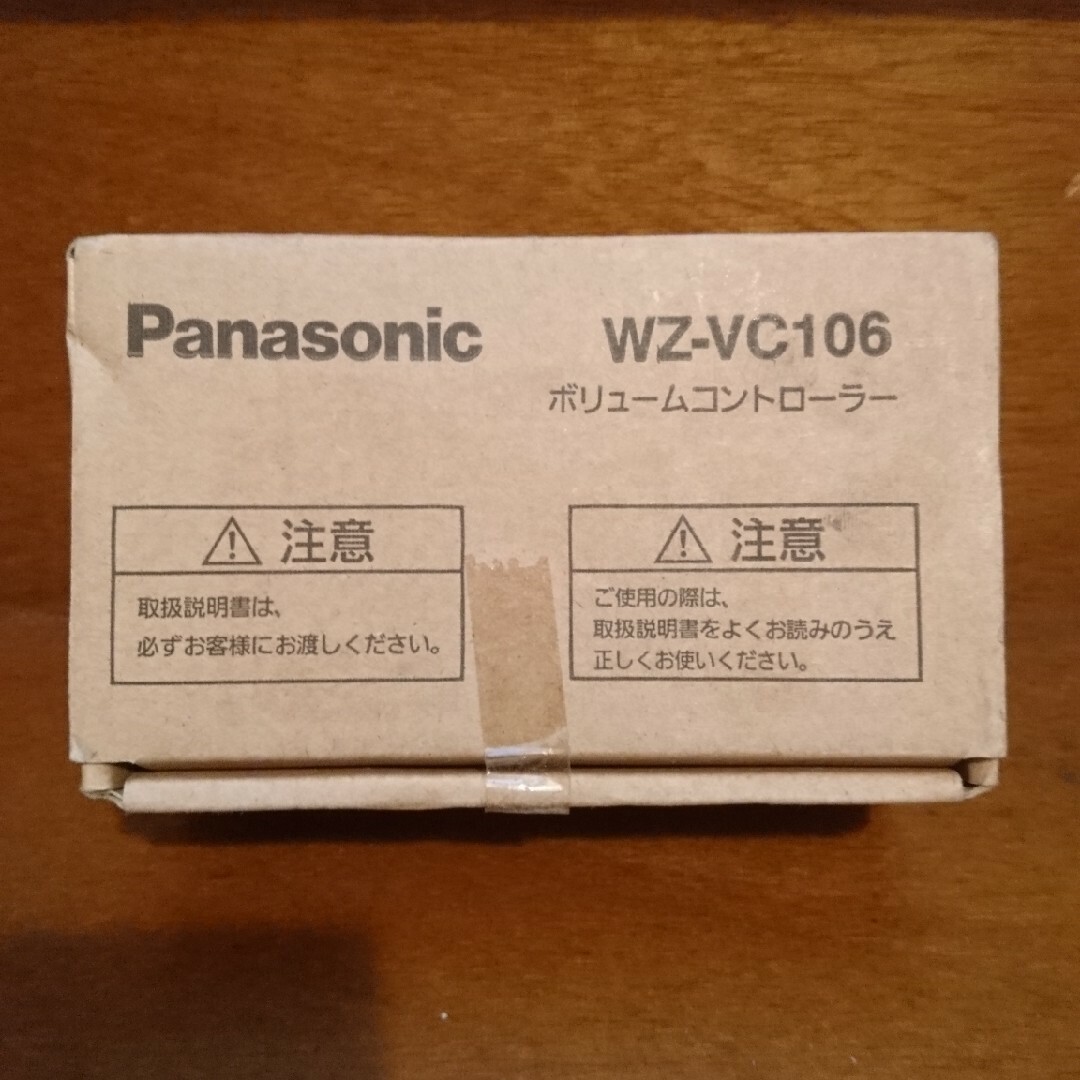 Panasonic
WZ-VC106
ボリュームコントローラー
注意
取扱説明書は、
必ずお客様にお渡しください。
注意
ご使用の際は、
取扱説明書をよくお読みのうえ
正しくお使いください。